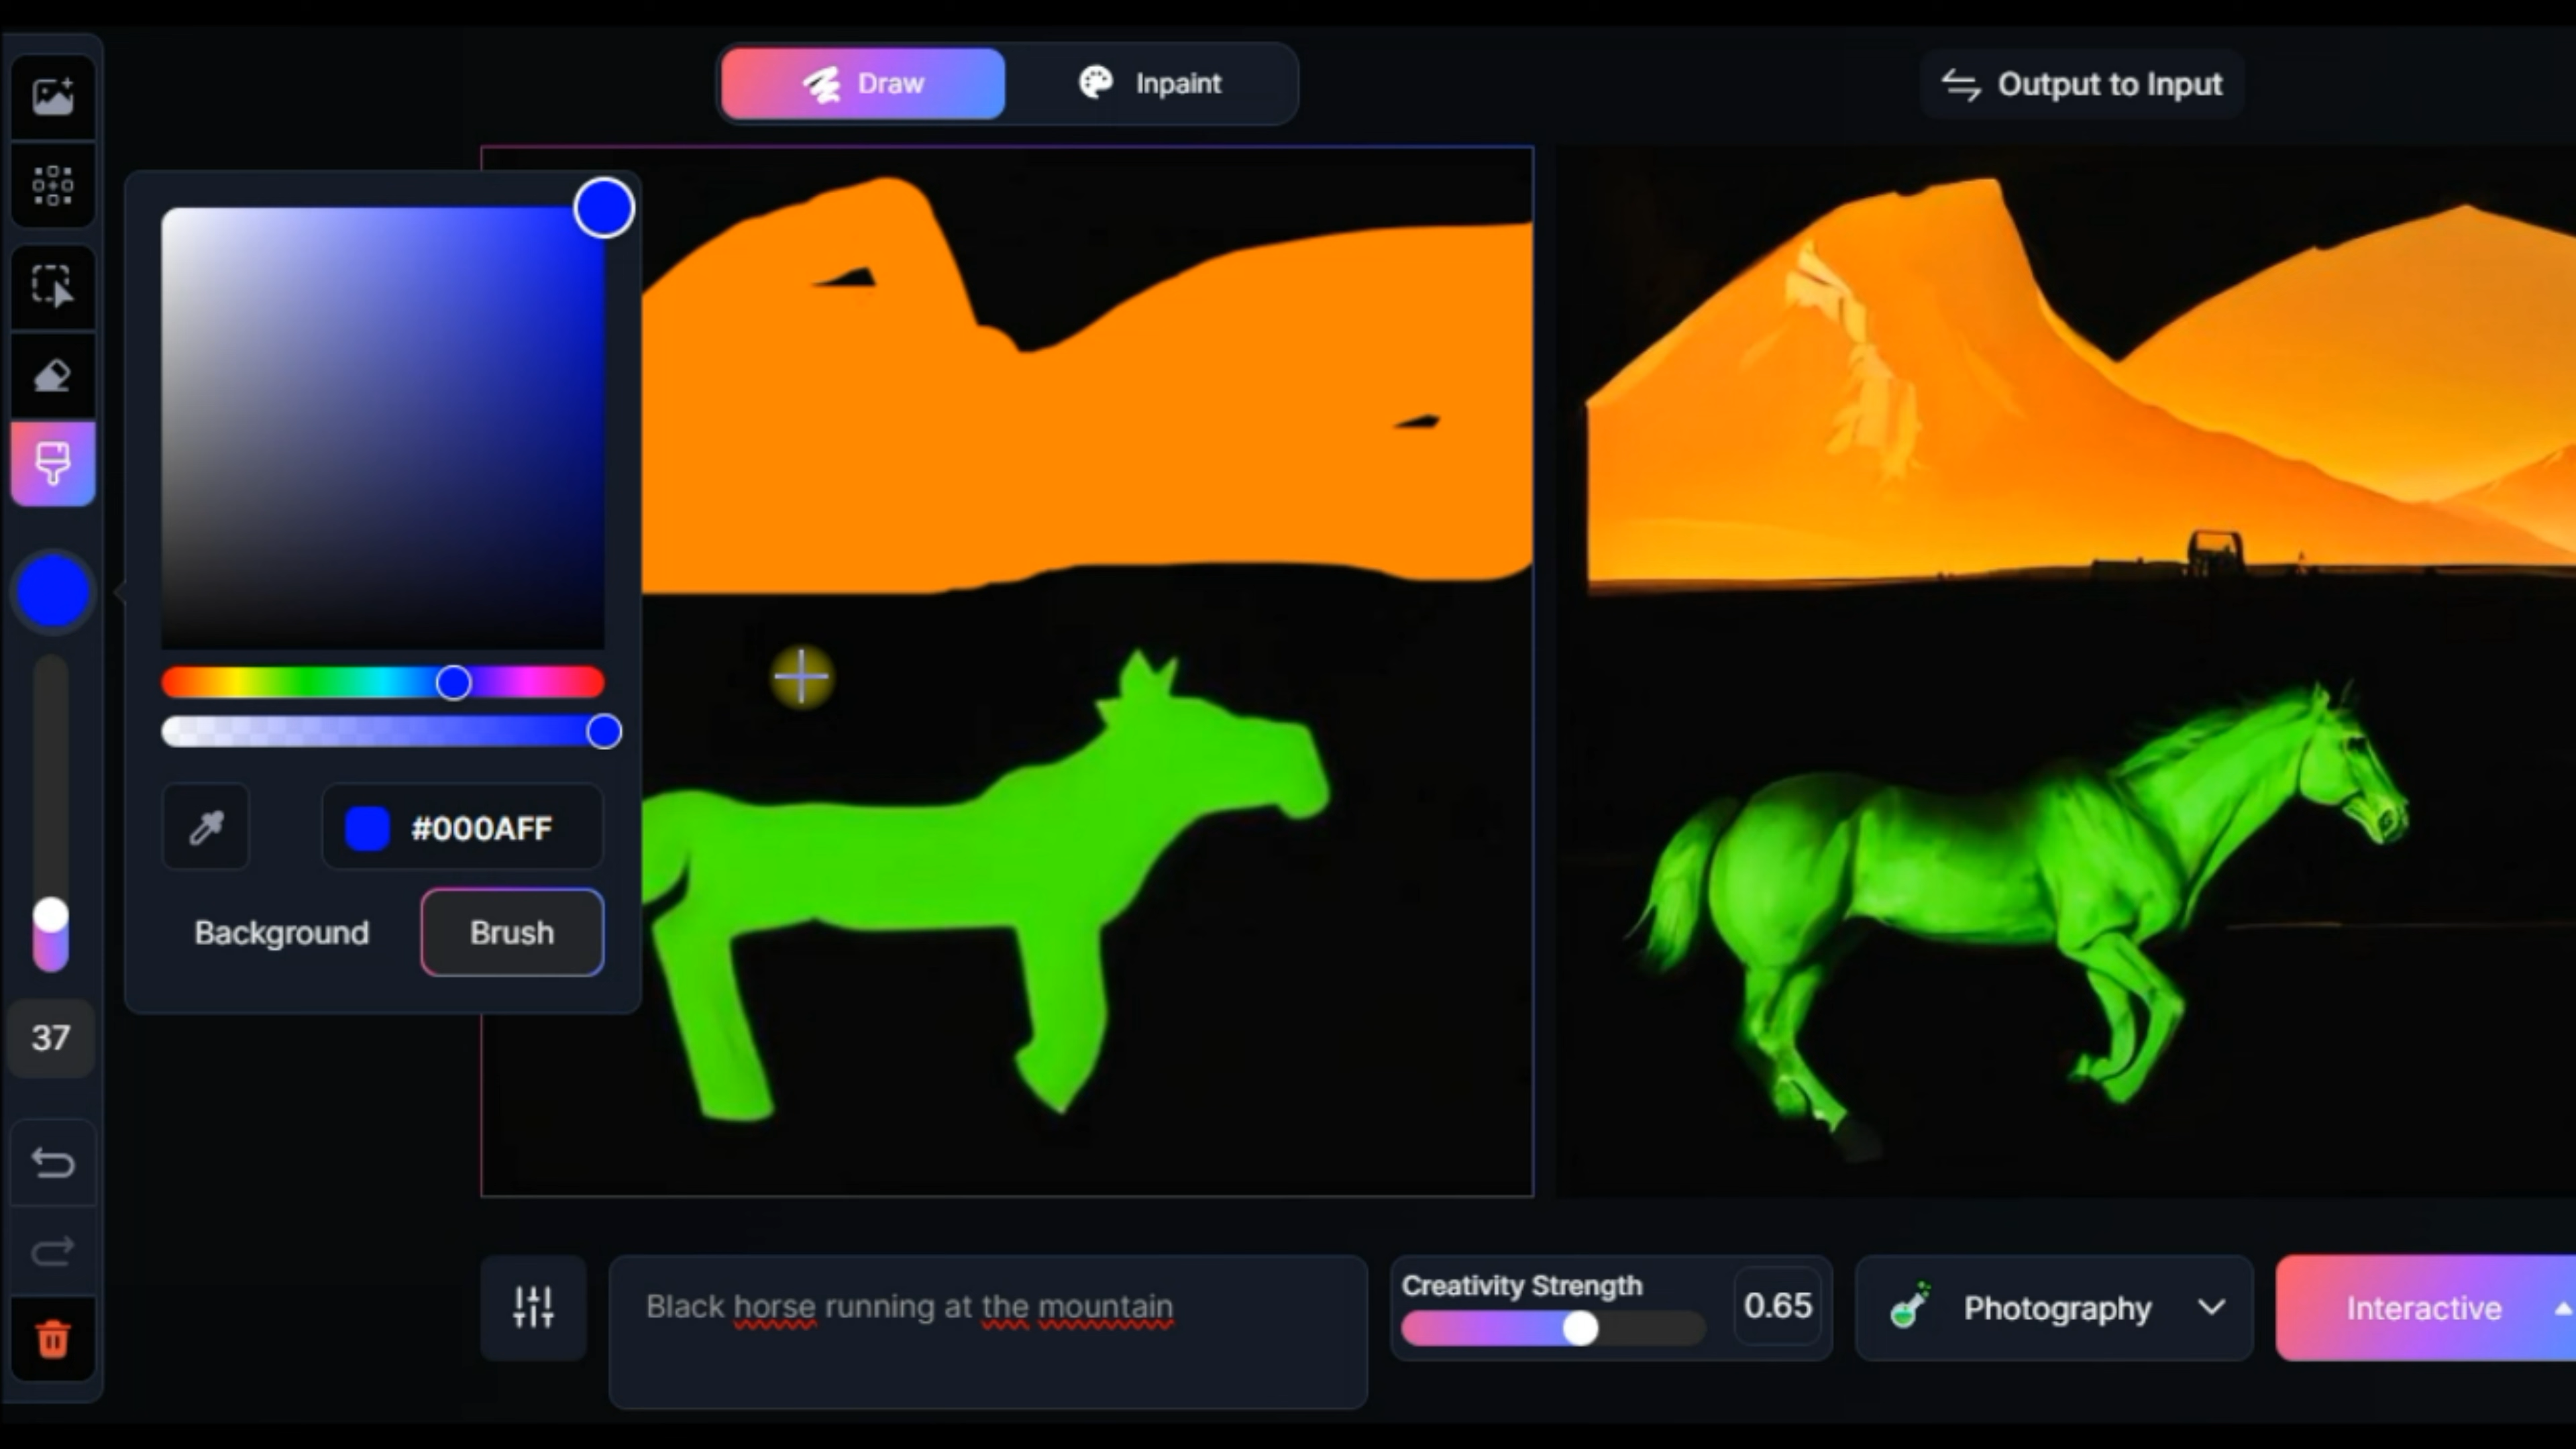 Draw
Inpaint
Output to Input
#000AFF
Background
Brush
37
Black horse running at the mountain
Creativity Strength
0.65
Photography
Interactive